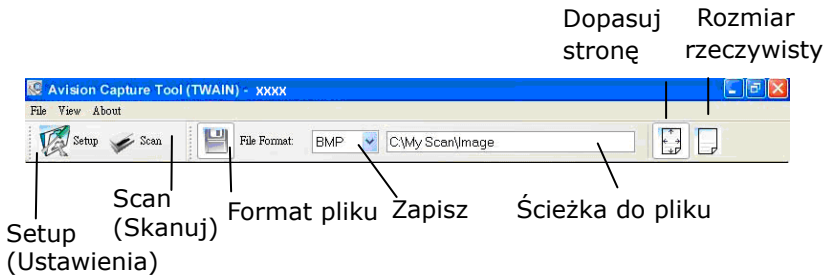 Dopasuj stronę
Rozmiar rzeczywisty
Avision Capture Tool (TWAIN) - xxxx
File View About
Setup Scan File Format: BMP C:\My Scan\Image
Setup (Ustawienia)
Scan (Skanuj)
Format pliku
Zapisz
Ścieżka do pliku